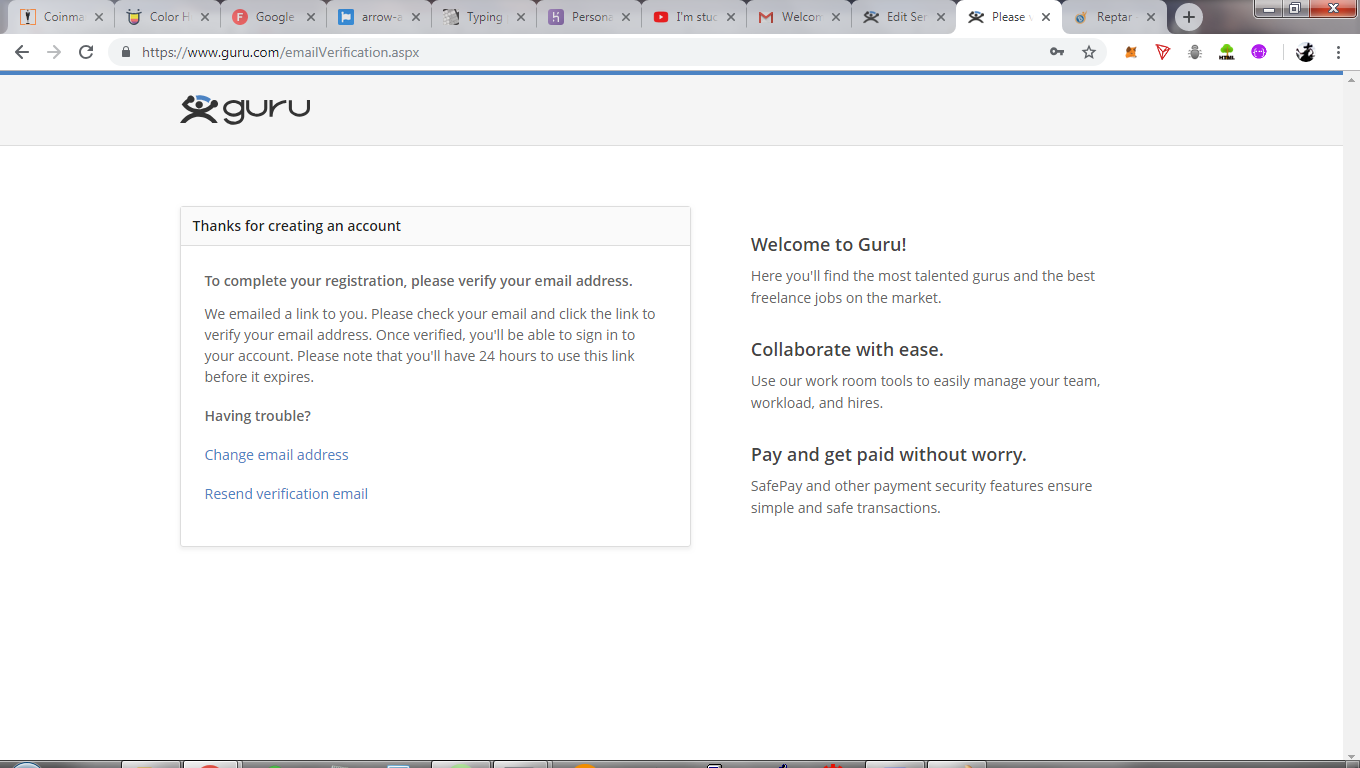 Coinma
Color H
Google
arrow-a
Typing
Persona
I'm stuc
Welcom
Edit Ser
Please v
Reptar
https://www.guru.com/emailVerification.aspx
HTML
guru
Thanks for creating an account
To complete your registration, please verify your email address.
We emailed a link to you. Please check your email and click the link to
verify your email address. Once verified, you'll be able to sign in to
your account. Please note that you'll have 24 hours to use this link
before it expires.
Having trouble?
Change email address
Resend verification email
Welcome to Guru!
Here you'll find the most talented gurus and the best
freelance jobs on the market.
Collaborate with ease.
Use our work room tools to easily manage your team,
workload, and hires.
Pay and get paid without worry.
SafePay and other payment security features ensure
simple and safe transactions.